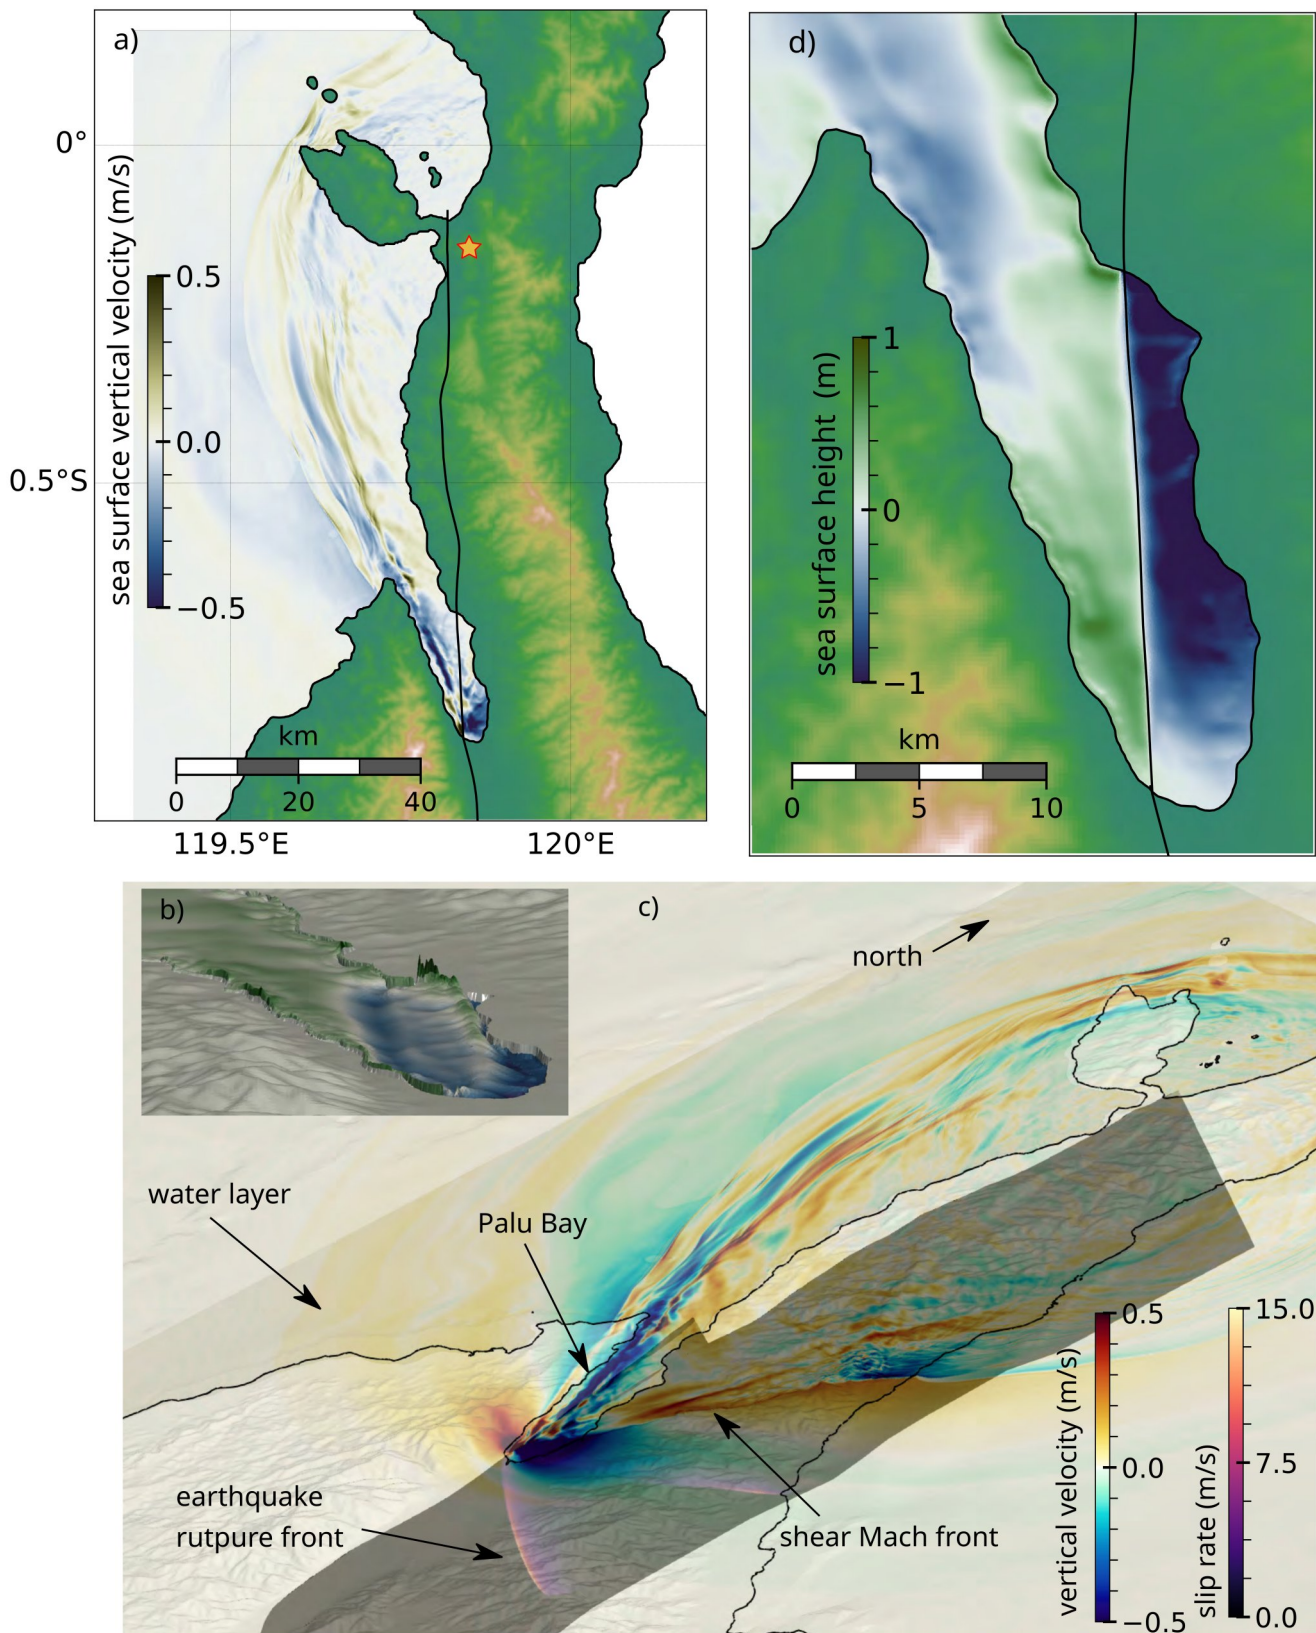 a)
0°
0.5°S
sea surface vertical velocity (m/s)
0.5
0.0
−0.5
km
0 20 40
119.5°E 120°E
d)
sea surface height (m)
1
0
−1
km
0 5 10
b)
c)
north
water layer
Palu Bay
earthquake
rutpure front
shear Mach front
vertical velocity (m/s)
0.5
0.0
−0.5
slip rate (m/s)
15.0
7.5
0.0